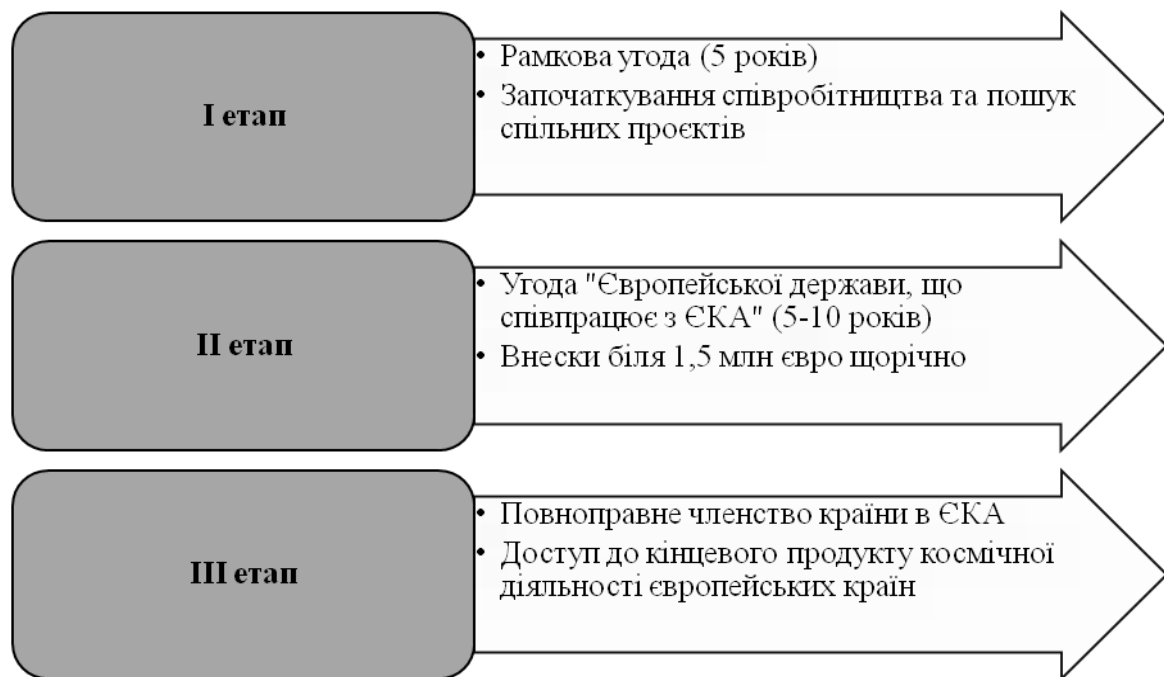 І етап
• Рамкова угода (5 років)
• Започаткування співробітництва та пошук
спільних проєктів
ІІ етап
• Угода "Європейської держави, що
співпрацює з ЄКА" (5-10 років)
• Внески біля 1,5 млн євро щорічно
ІІІ етап
• Повноправне членство країни в ЄКА
• Доступ до кінцевого продукту космічної
діяльності європейських країн